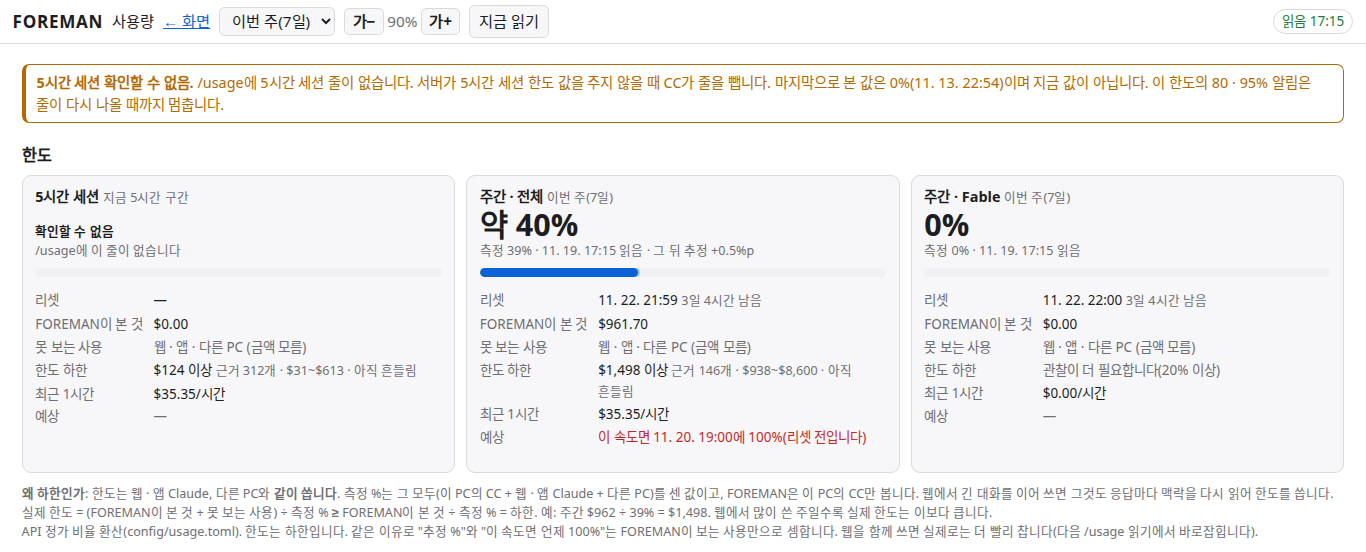 FOREMAN 사용량 ← 화면 이번 주(7일) 가− 90% 가+ 지금 읽기 읽음 17:15
5시간 세션 확인할 수 없음. /usage에 5시간 세션 줄이 없습니다. 서버가 5시간 세션 한도 값을 주지 않을 때 CC가 줄을 뺍니다. 마지막으로 본 값은 0%(11. 13. 22:54)이며 지금 값이 아닙니다. 이 한도의 80 · 95% 알림은
줄이 다시 나올 때까지 멈춥니다.
한도
5시간 세션 지금 5시간 구간
확인할 수 없음
/usage에 이 줄이 없습니다
리셋 —
FOREMAN이 본 것 $0.00
못 보는 사용 웹 · 앱 · 다른 PC (금액 모름)
한도 하한 $124 이상 근거 312개 · $31~$613 · 아직 흔들림
최근 1시간 $35.35/시간
예상 —
주간 · 전체 이번 주(7일)
약 40%
측정 39% · 11. 19. 17:15 읽음 · 그 뒤 추정 +0.5%p
리셋 11. 22. 21:59 3일 4시간 남음
FOREMAN이 본 것 $961.70
못 보는 사용 웹 · 앱 · 다른 PC (금액 모름)
한도 하한 $1,498 이상 근거 146개 · $938~$8,600 · 아직
흔들림
최근 1시간 $35.35/시간
예상 이 속도면 11. 20. 19:00에 100%(리셋 전입니다)
주간 · Fable 이번 주(7일)
0%
측정 0% · 11. 19. 17:15 읽음
리셋 11. 22. 22:00 3일 4시간 남음
FOREMAN이 본 것 $0.00
못 보는 사용 웹 · 앱 · 다른 PC (금액 모름)
한도 하한 관찰이 더 필요합니다(20% 이상)
최근 1시간 $0.00/시간
예상 —
왜 하한인가: 한도는 웹 · 앱 Claude, 다른 PC와 같이 씁니다. 측정 %는 그 모두(이 PC의 CC + 웹 · 앱 Claude + 다른 PC)를 센 값이고, FOREMAN은 이 PC의 CC만 봅니다. 웹에서 긴 대화를 이어 쓰면 그것도 응답마다 맥락을 다시 읽어 한도를 씁니다.
실제 한도 = (FOREMAN이 본 것 + 못 보는 사용) ÷ 측정 % ≥ FOREMAN이 본 것 ÷ 측정 % = 하한. 예: 주간 $962 ÷ 39% = $1,498. 웹에서 많이 쓴 주일수록 실제 한도는 이보다 큽니다.
API 정가 비율 환산(config/usage.toml). 한도는 하한입니다. 같은 이유로 "추정 %"와 "이 속도면 언제 100%"는 FOREMAN이 보는 사용만으로 셈합니다. 웹을 함께 쓰면 실제로는 더 빨리 찹니다(다음 /usage 읽기에서 바로잡힙니다).